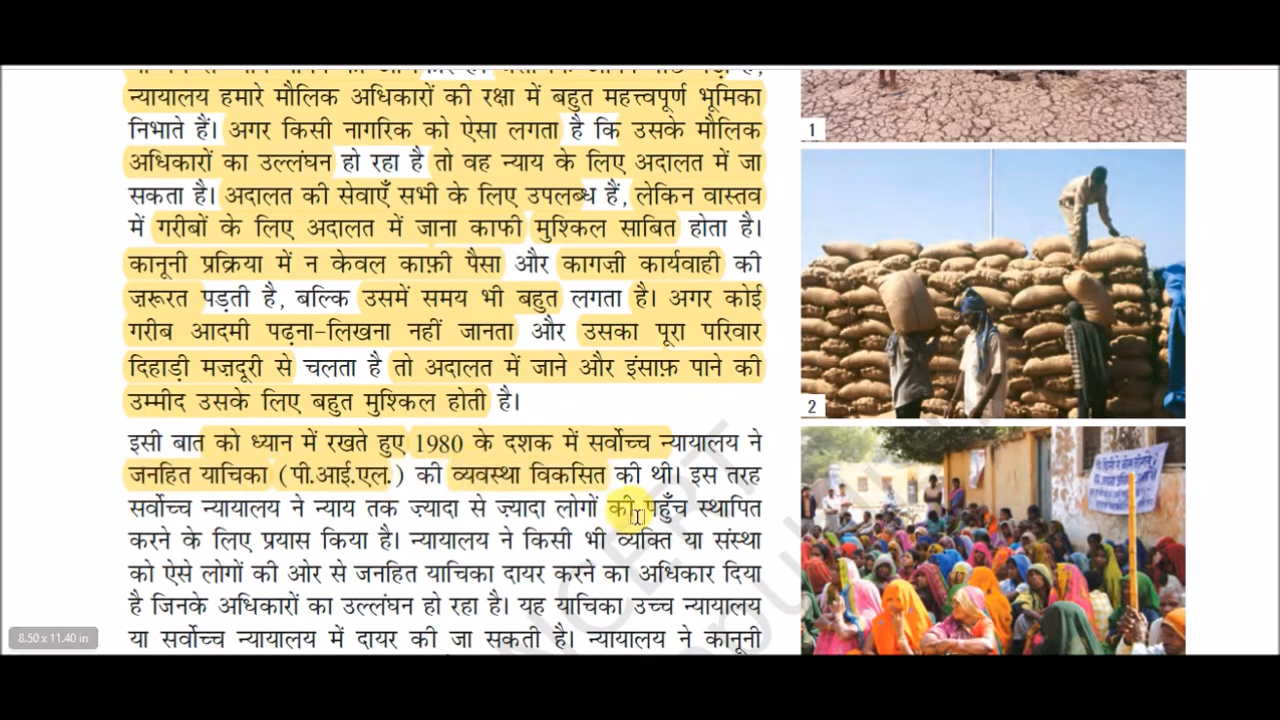 न्यायालय हमारे मौलिक अधिकारों की रक्षा में बहुत महत्त्वपूर्ण भूमिका
निभाते हैं। अगर किसी नागरिक को ऐसा लगता है कि उसके मौलिक
अधिकारों का उल्लंघन हो रहा है तो वह न्याय के लिए अदालत में जा
सकता है। अदालत की सेवाएँ सभी के लिए उपलब्ध हैं, लेकिन वास्तव
में गरीबों के लिए अदालत में जाना काफी मुश्किल साबित होता है।
कानूनी प्रक्रिया में न केवल काफ़ी पैसा और कागज़ी कार्यवाही की
ज़रूरत पड़ती है, बल्कि उसमें समय भी बहुत लगता है। अगर कोई
गरीब आदमी पढ़ना-लिखना नहीं जानता और उसका पूरा परिवार
दिहाड़ी मज़दूरी से चलता है तो अदालत में जाने और इंसाफ़ पाने की
उम्मीद उसके लिए बहुत मुश्किल होती है।
इसी बात को ध्यान में रखते हुए 1980 के दशक में सर्वोच्च न्यायालय ने
जनहित याचिका (पी.आई.एल.) की व्यवस्था विकसित की थी। इस तरह
सर्वोच्च न्यायालय ने न्याय तक ज्यादा से ज्यादा लोगों की पहुँच स्थापित
करने के लिए प्रयास किया है। न्यायालय ने किसी भी व्यक्ति या संस्था
को ऐसे लोगों की ओर से जनहित याचिका दायर करने का अधिकार दिया
है जिनके अधिकारों का उल्लंघन हो रहा है। यह याचिका उच्च न्यायालय
या सर्वोच्च न्यायालय में दायर की जा सकती है। न्यायालय ने कानूनी
1
2
8.50 x 11.40 in